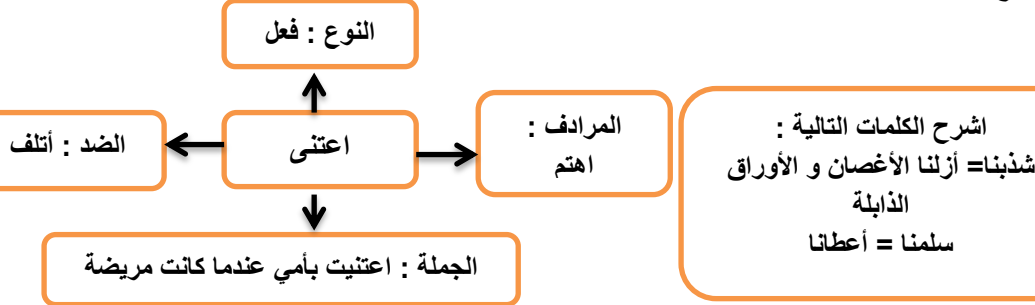 النوع : فعل
اشرح الكلمات التالية :
شذبنا= أزلنا الأغصان و الأوراق
الذابلة
سلمنا = أعطانا
المرادف :
اهتم
اعتنى
الضد : أتلف
الجملة : اعتنيت بأمي عندما كانت مريضة